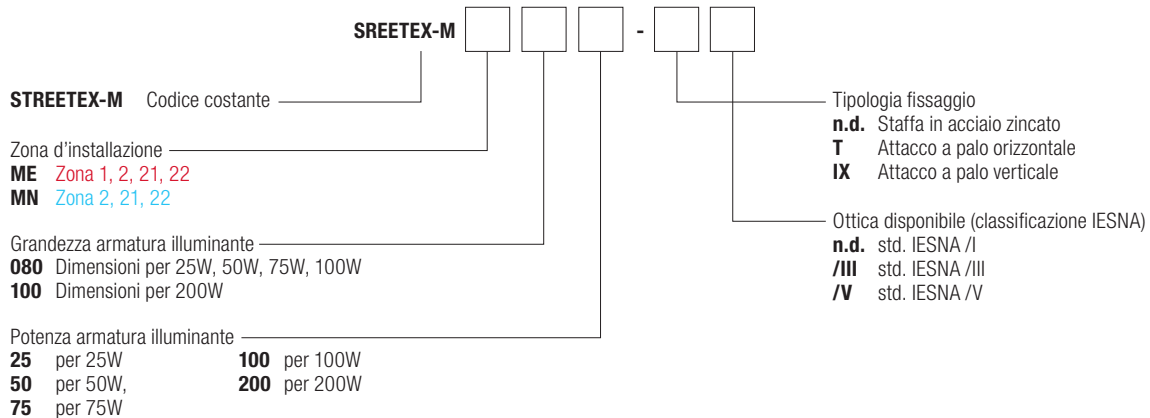 SREETEX-M -
STREETEX-M Codice costante
Zona d'installazione
ME Zona 1, 2, 21, 22
MN Zona 2, 21, 22
Grandezza armatura illuminante
080 Dimensioni per 25W, 50W, 75W, 100W
100 Dimensioni per 200W
Potenza armatura illuminante
25 per 25W 100 per 100W
50 per 50W, 200 per 200W
75 per 75W
Tipologia fissaggio
n.d. Staffa in acciaio zincato
T Attacco a palo orizzontale
IX Attacco a palo verticale
Ottica disponibile (classificazione IESNA)
n.d. std. IESNA /I
/III std. IESNA /III
/V std. IESNA /V